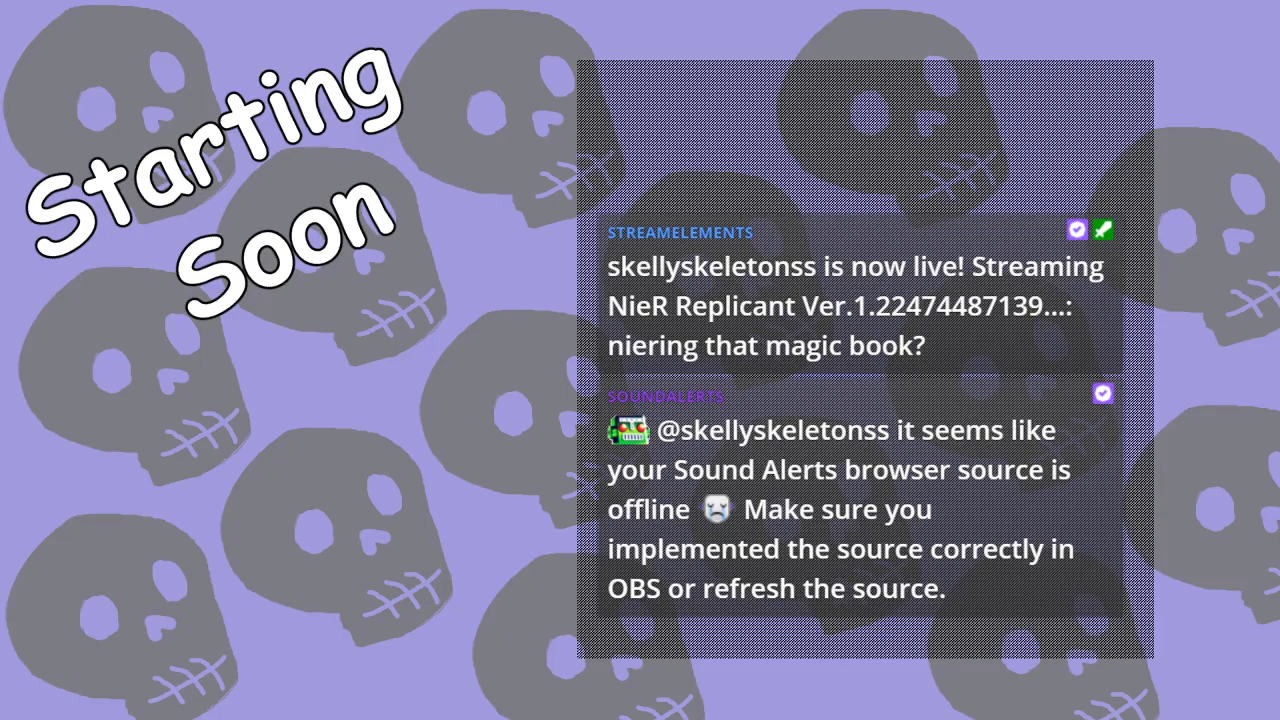 Starting
Soon
STREAMELEMENTS
skellyskeletonss is now live! Streaming
NieR Replicant Ver.1.22474487139...:
niering that magic book?
SOUNDALERTS
@skellyskeletonss it seems like
your Sound Alerts browser source is
offline Make sure you
implemented the source correctly in
OBS or refresh the source.